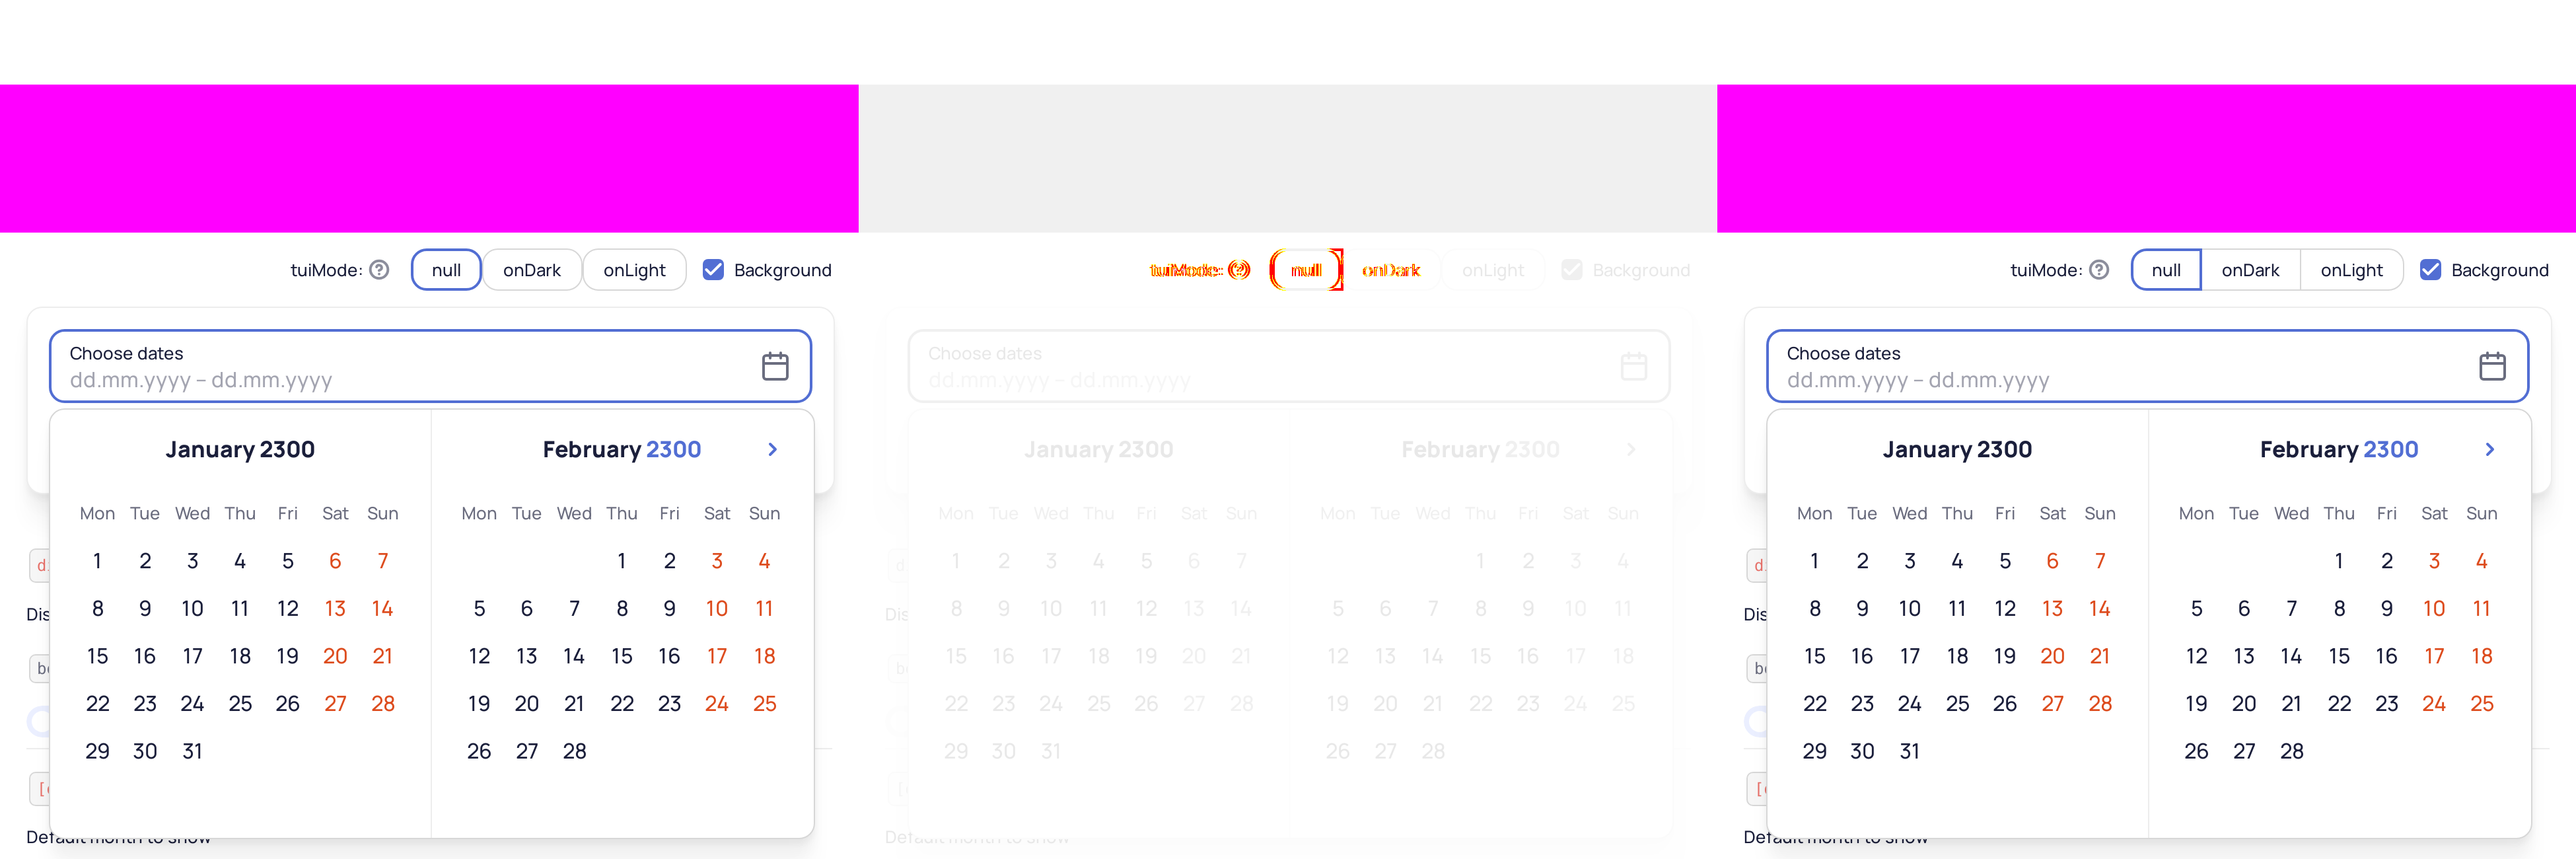 tuiMode: null onDark onLight Background
Choose dates
dd.mm.yyyy – dd.mm.yyyy
January 2300
Mon Tue Wed Thu Fri Sat Sun
1 2 3 4 5 6 7
8 9 10 11 12 13 14
15 16 17 18 19 20 21
22 23 24 25 26 27 28
29 30 31
February 2300
Mon Tue Wed Thu Fri Sat Sun
1 2 3 4
5 6 7 8 9 10 11
12 13 14 15 16 17 18
19 20 21 22 23 24 25
26 27 28
Dis
Default month to show
tuiMode: null onDark onLight Background
Choose dates
dd.mm.yyyy – dd.mm.yyyy
January 2300
Mon Tue Wed Thu Fri Sat Sun
1 2 3 4 5 6 7
8 9 10 11 12 13 14
15 16 17 18 19 20 21
22 23 24 25 26 27 28
29 30 31
February 2300
Mon Tue Wed Thu Fri Sat Sun
1 2 3 4
5 6 7 8 9 10 11
12 13 14 15 16 17 18
19 20 21 22 23 24 25
26 27 28
Dis
Default month to show
tuiMode: null onDark onLight Background
Choose dates
dd.mm.yyyy – dd.mm.yyyy
January 2300
Mon Tue Wed Thu Fri Sat Sun
1 2 3 4 5 6 7
8 9 10 11 12 13 14
15 16 17 18 19 20 21
22 23 24 25 26 27 28
29 30 31
February 2300
Mon Tue Wed Thu Fri Sat Sun
1 2 3 4
5 6 7 8 9 10 11
12 13 14 15 16 17 18
19 20 21 22 23 24 25
26 27 28
Dis
Default month to show